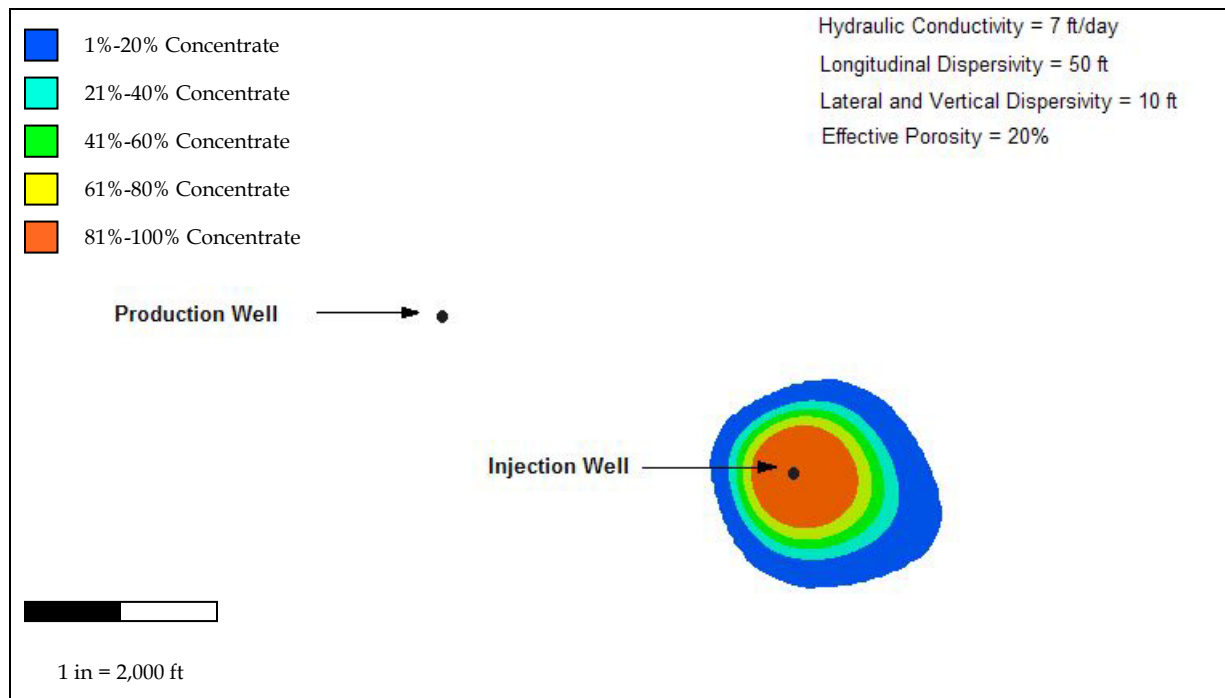 1%-20% Concentrate
21%-40% Concentrate
41%-60% Concentrate
61%-80% Concentrate
81%-100% Concentrate
Hydraulic Conductivity = 7 ft/day
Longitudinal Dispersivity = 50 ft
Lateral and Vertical Dispersivity = 10 ft
Effective Porosity = 20%
Production Well
Injection Well
1 in = 2,000 ft